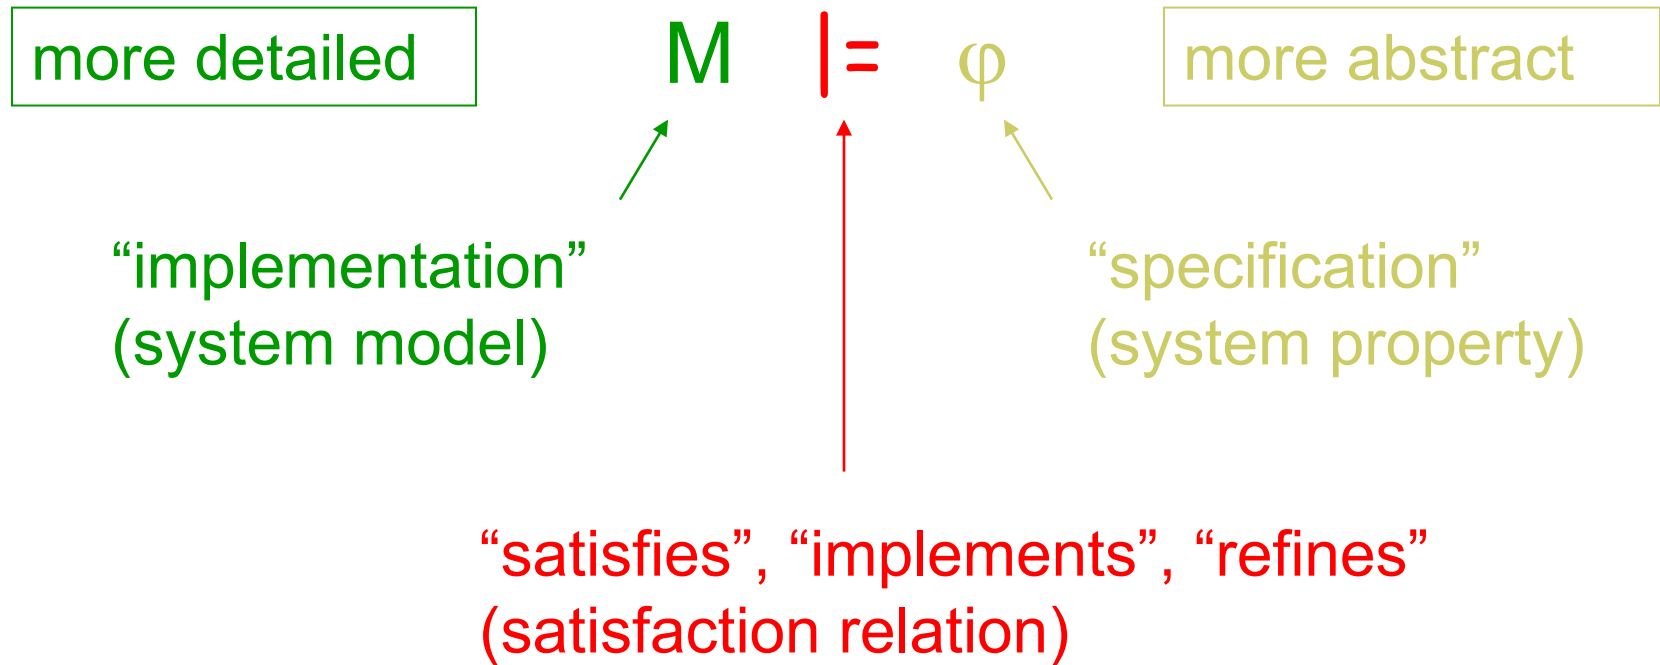 more detailed M |= φ more abstract
“implementation” “specification”
(system model) (system property)
“satisfies”, “implements”, “refines”
(satisfaction relation)